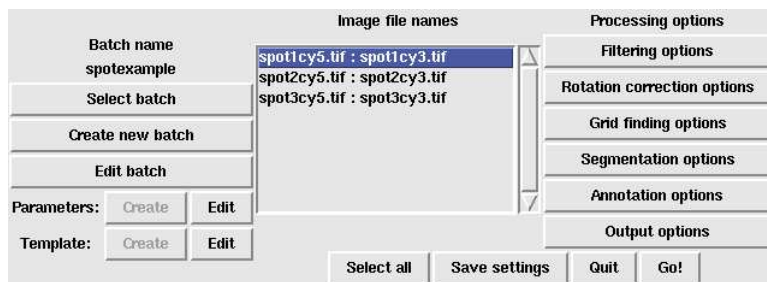 Batch name
spotexample
Select batch
Create new batch
Edit batch
Parameters: Create Edit
Template: Create Edit
Image file names
spot1cy5.tif : spot1cy3.tif
spot2cy5.tif : spot2cy3.tif
spot3cy5.tif : spot3cy3.tif
Processing options
Filtering options
Rotation correction options
Grid finding options
Segmentation options
Annotation options
Output options
Select all Save settings Quit Go!